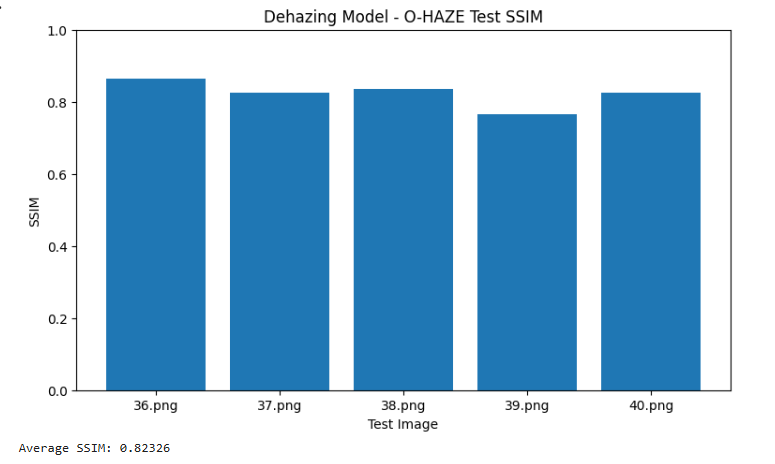 Dehazing Model - O-HAZE Test SSIM
1.0
0.8
0.6
0.4
0.2
0.0
SSIM
36.png 37.png 38.png 39.png 40.png
Test Image
Average SSIM: 0.82326